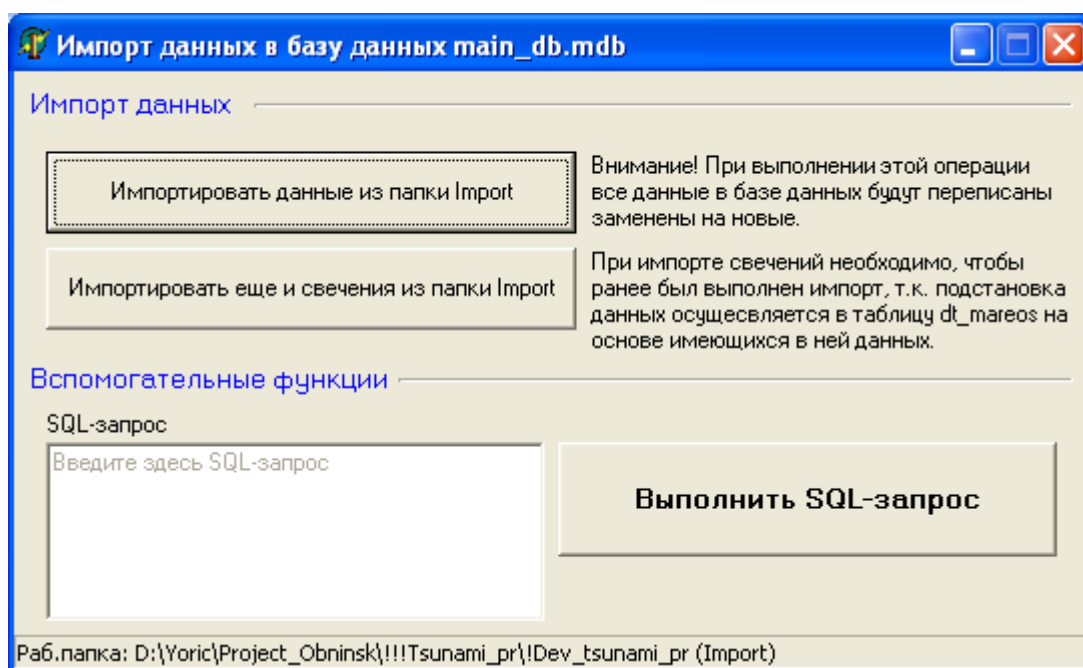 Импорт данных в базу данных main_db.mdb
Импорт данных
Импортировать данные из папки Import
Внимание! При выполнении этой операции
все данные в базе данных будут переписаны
заменены на новые.
Импортировать еще и свечения из папки Import
При импорте свечений необходимо, чтобы
ранее был выполнен импорт, т.к. подстановка
данных осущесвляется в таблицу dt_mareos на
основе имеющихся в ней данных.
Вспомогательные функции
SQL-запрос
Введите здесь SQL-запрос
Выполнить SQL-запрос
Раб.папка: D:\Yoric\Project_Obninsk\!!!Tsunami_pr\!Dev_tsunami_pr (Import)